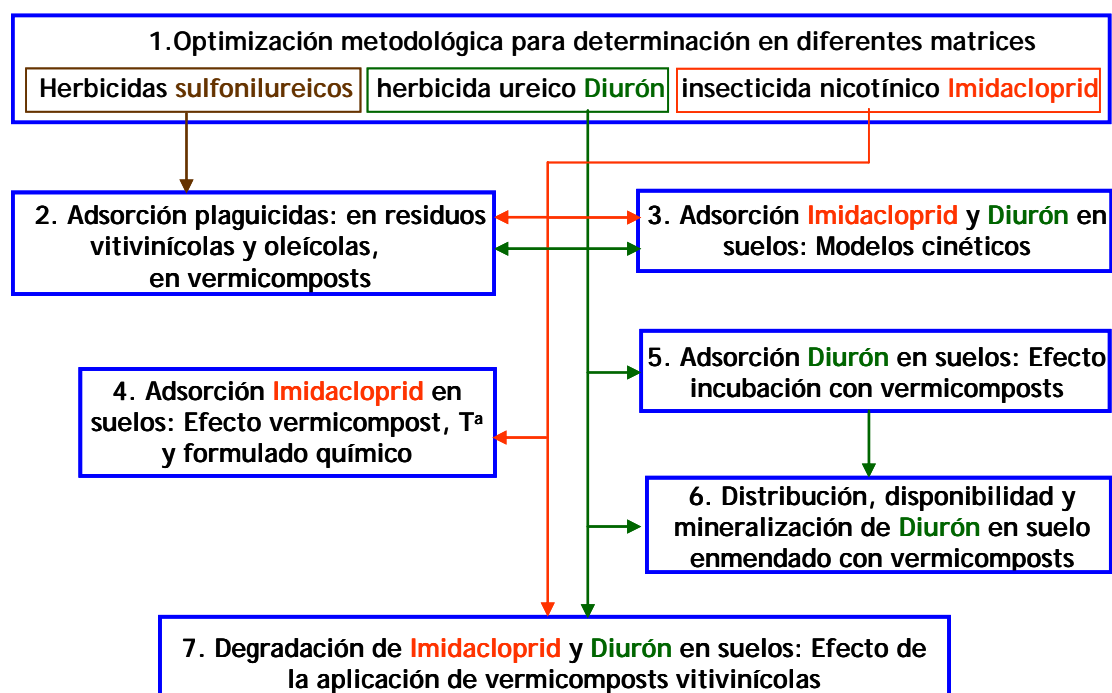 1.Optimización metodológica para determinación en diferentes matrices
Herbicidas sulfonilureicos
herbicida ureico Diurón
insecticida nicotínico Imidacloprid
2. Adsorción plaguicidas: en residuos
vitivinícolas y oleícolas,
en vermicomposts
3. Adsorción Imidacloprid y Diurón en
suelos: Modelos cinéticos
4. Adsorción Imidacloprid en
suelos: Efecto vermicompost, Tª
y formulado químico
5. Adsorción Diurón en suelos: Efecto
incubación con vermicomposts
6. Distribución, disponibilidad y
mineralización de Diurón en suelo
enmendado con vermicomposts
7. Degradación de Imidacloprid y Diurón en suelos: Efecto de
la aplicación de vermicomposts vitivinícolas